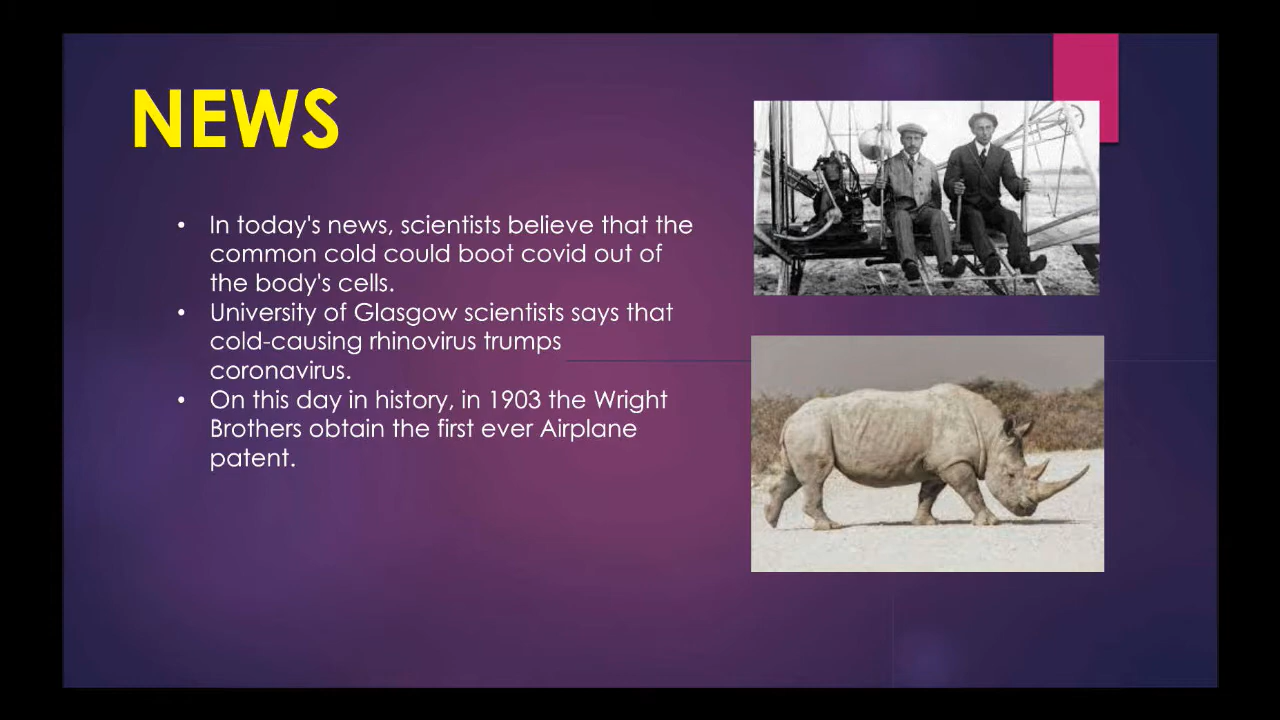 NEWS
• In today's news, scientists believe that the
common cold could boot covid out of
the body's cells.
• University of Glasgow scientists says that
cold-causing rhinovirus trumps
coronavirus.
• On this day in history, in 1903 the Wright
Brothers obtain the first ever Airplane
patent.